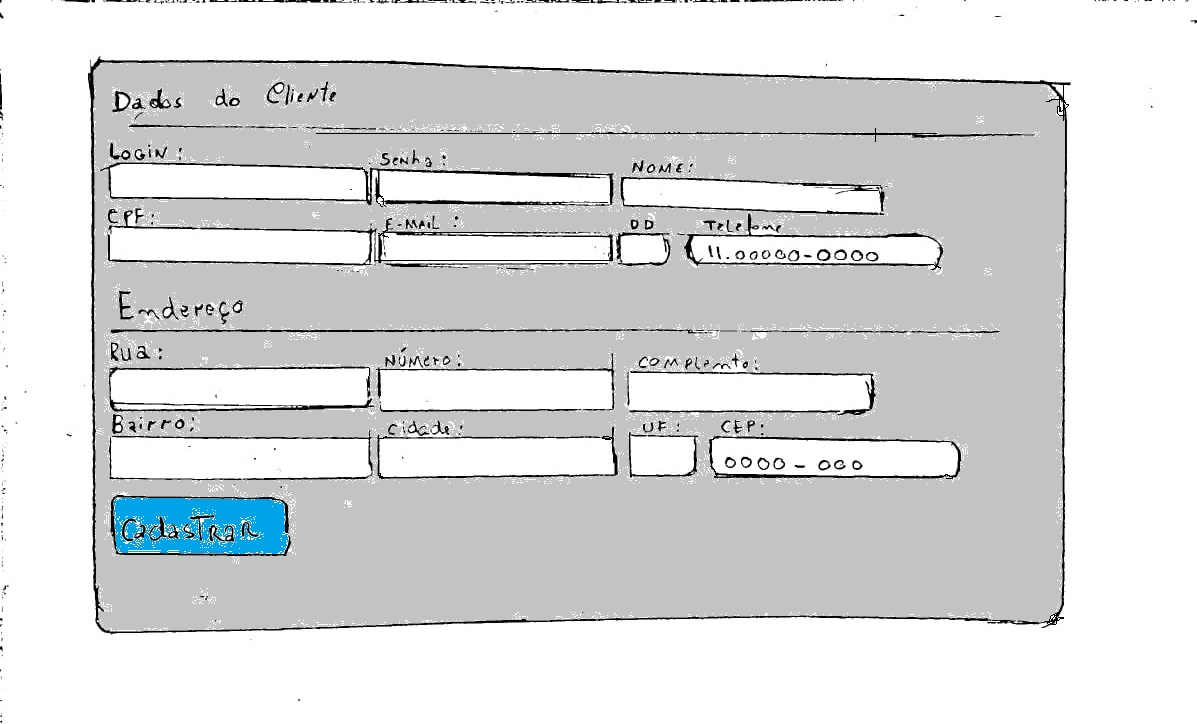 Dados do Cliente
LOGIN: Senha: NOME:
CPF: E-MAIL: DD Telefone
11.00000-0000
Endereço
Rua: NÚMero: COMPLemto:
Bairro: Cidade: UF: CEP:
0000-000
CadasTRaR